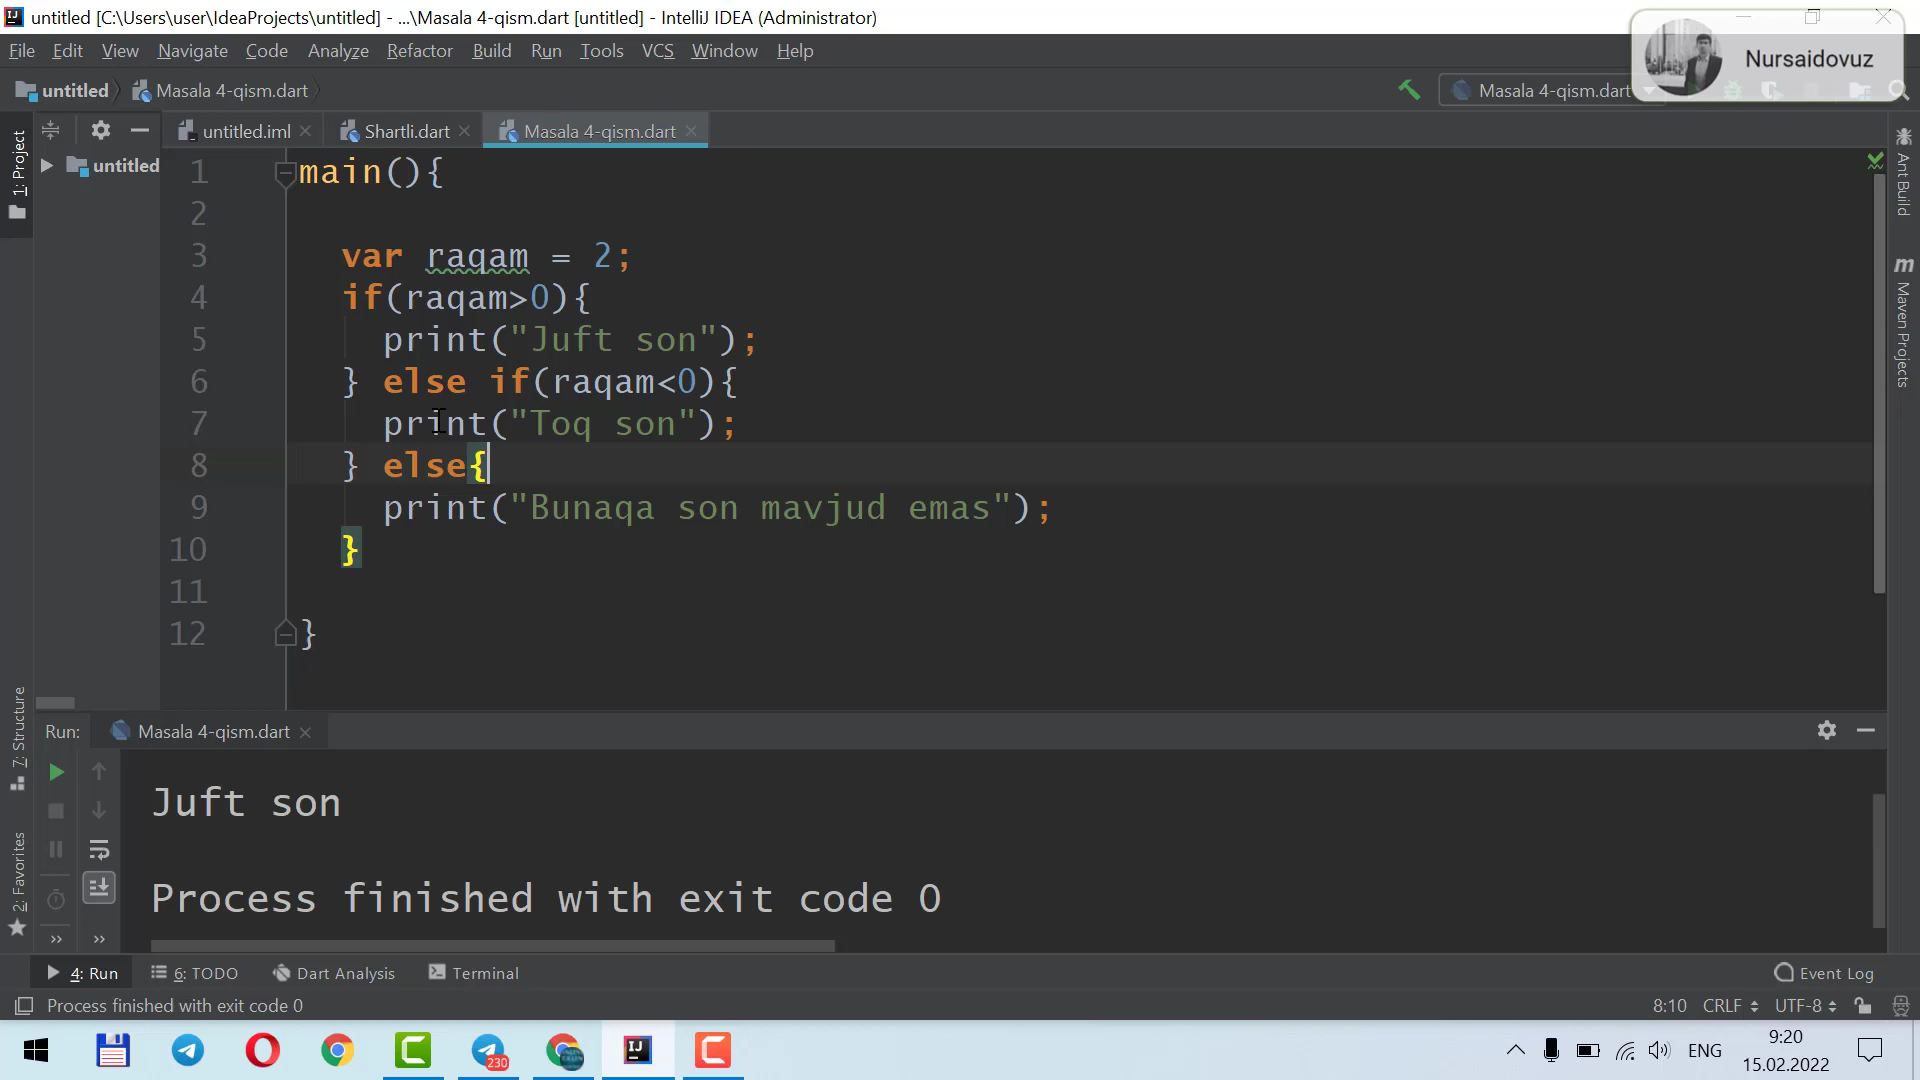 untitled [C:\Users\user\IdeaProjects\untitled] - ...\Masala 4-qism.dart [untitled] - IntelliJ IDEA (Administrator)
File Edit View Navigate Code Analyze Refactor Build Run Tools VCS Window Help
Nursaidovuz
untitled Masala 4-qism.dart
Masala 4-qism.dart
untitled.iml Shartli.dart Masala 4-qism.dart
1: Project
untitled
Ant Build
Maven Projects
1 main(){
2
3 var raqam = 2;
4 if(raqam>0){
5 print("Juft son");
6 } else if(raqam<0){
7 print("Toq son");
8 } else{
9 print("Bunaqa son mavjud emas");
10 }
11
12 }
7: Structure
2: Favorites
Run: Masala 4-qism.dart
Juft son
Process finished with exit code 0
4: Run 6: TODO Dart Analysis Terminal Event Log
Process finished with exit code 0 8:10 CRLF UTF-8
230
ENG
9:20
15.02.2022